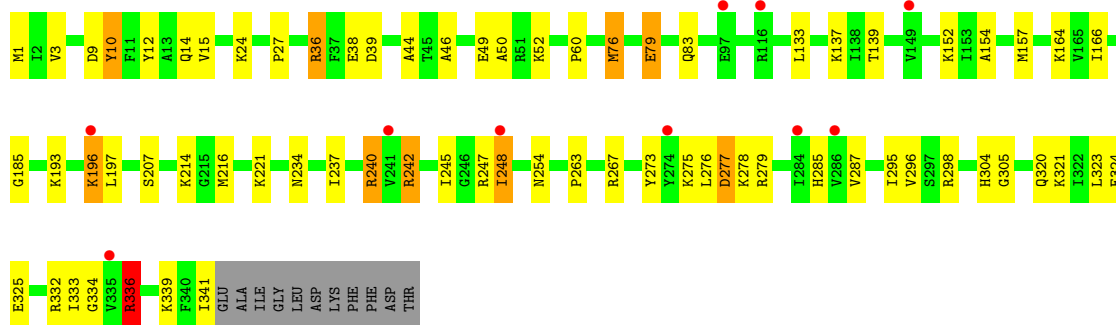 M1 I2 V3 D9 Y10 F11 Y12 A13 Q14 V15 K24 P27 R36 F37 E38 D39 A44 T45 A46 E49 A50 R51 K52 P60 M76 E79 Q83 E97 R116 L133 K137 I138 T139 V149 K152 I153 A154 M157 K164 V165 I166
G185 K193 K196 L197 S207 K214 G215 M216 K221 N234 I237 R240 V241 R242 I245 G246 R247 I248 N254 P263 R267 Y273 Y274 K275 L276 D277 K278 R279 I284 H285 V286 V287 I295 V296 S297 R298 H304 G305 Q320 K321 I322 L323
E325 R332 I333 G334 V335 R336 K339 F340 I341 GLU ALA ILE GLY LEU ASP LYS PHE PHE ASP THR